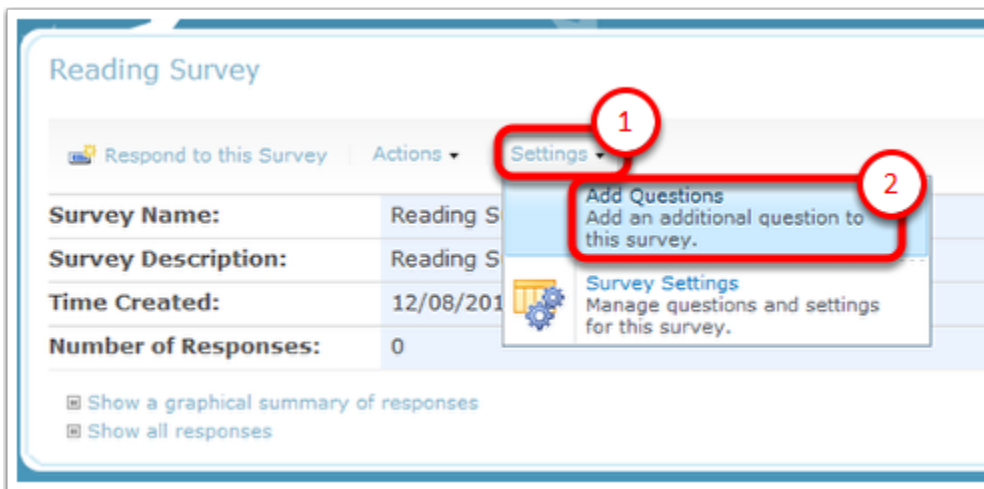 Reading Survey
1
Respond to this Survey Actions Settings
2
Add Questions
Add an additional question to
this survey.
Survey Settings
Manage questions and settings
for this survey.
Survey Name: Reading S
Survey Description: Reading S
Time Created: 12/08/201
Number of Responses: 0
Show a graphical summary of responses
Show all responses